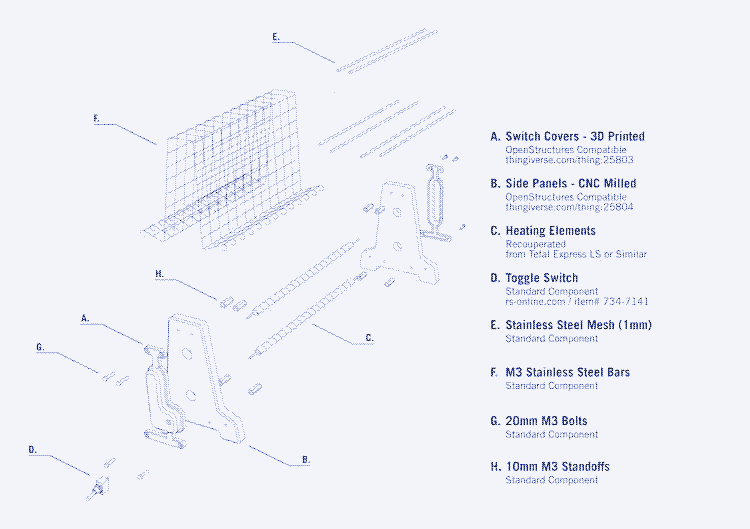 E.
F.
H.
A.
G.
C.
D.
B.
A. Switch Covers - 3D Printed
OpenStructures Compatible
thingiverse.com/thing:25803
B. Side Panels - CNC Milled
OpenStructures Compatible
thingiverse.com/thing:25804
C. Heating Elements
Recouperated
from Tefal Express LS or Similar
D. Toggle Switch
Standard Component
rs-online.com / item# 734-7141
E. Stainless Steel Mesh (1mm)
Standard Component
F. M3 Stainless Steel Bars
Standard Component
G. 20mm M3 Bolts
Standard Component
H. 10mm M3 Standoffs
Standard Component